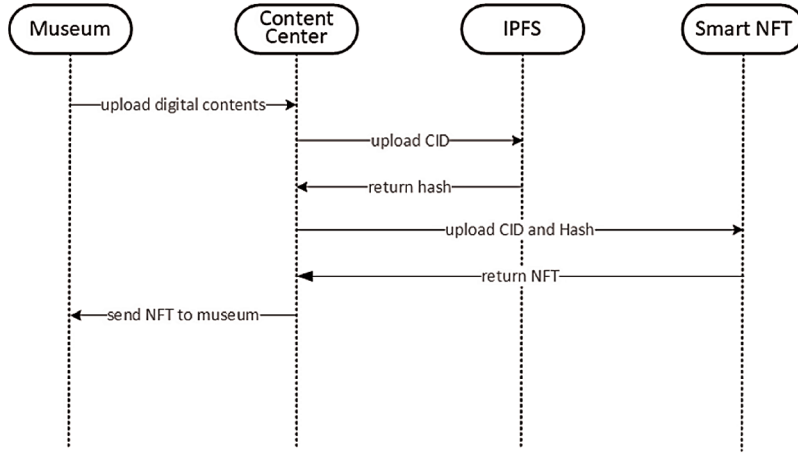 Museum
Content
Center
IPFS
Smart NFT
upload digital contents
upload CID
return hash
upload CID and Hash
return NFT
send NFT to museum